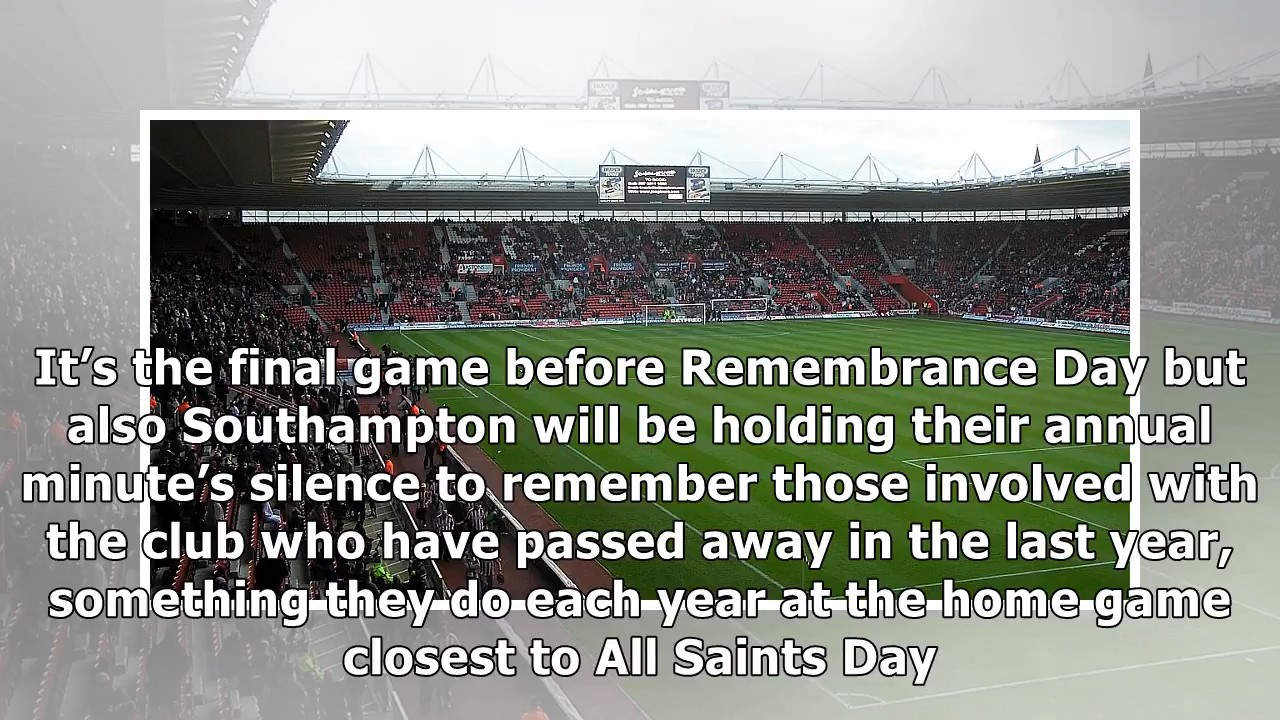 FRIENDS PROVIDENT
It’s the final game before Remembrance Day but
also Southampton will be holding their annual
minute’s silence to remember those involved with
the club who have passed away in the last year,
something they do each year at the home game
closest to All Saints Day